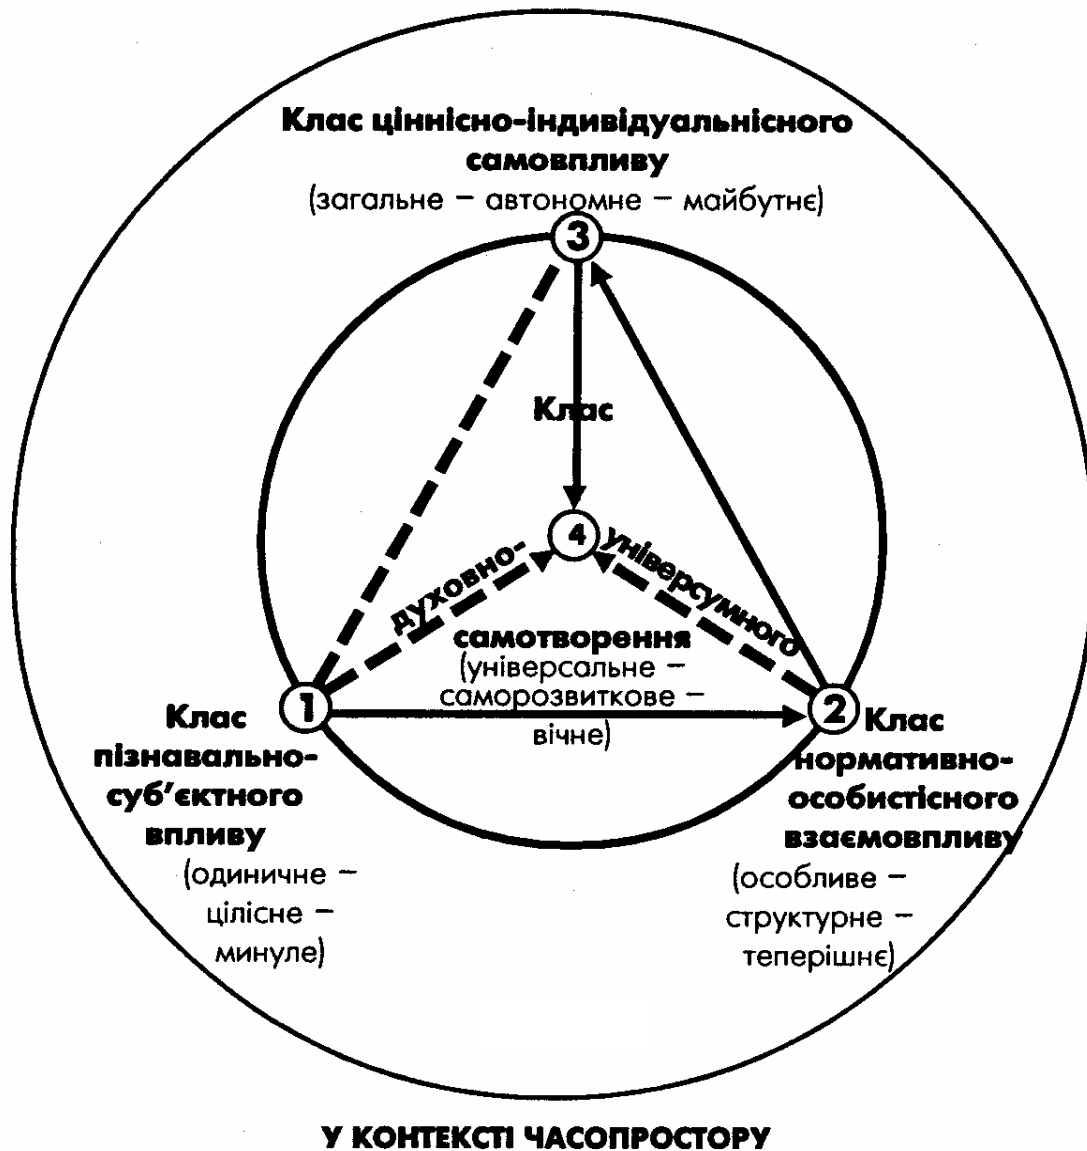 Клас ціннісно-індивідуальнісного
самовпливу
(загальне – автономне – майбутнє)
3
Клас
4
духовно-
універсумного
самотворення
(універсальне –
саморозвиткове –
вічне)
1
Клас
пізнавально-
суб’єктного
впливу
(одиничне –
цілісне –
минуле)
2
Клас
нормативно-
особистісного
взаємовпливу
(особливе –
структурне –
теперішнє)
У КОНТЕКСТІ ЧАСОПРОСТОРУ